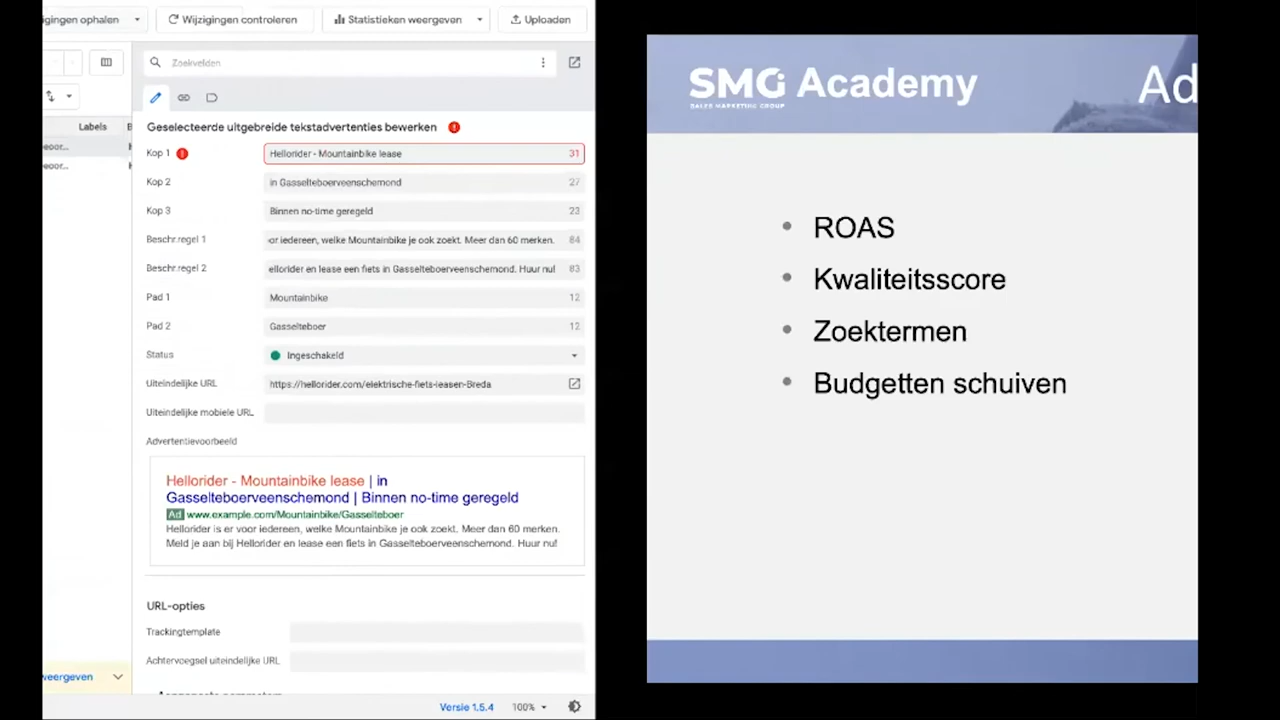 igingen ophalen
Wijzigingen controleren
Statistieken weergeven
Uploaden
Zoekvelden
Labels
Geselecteerde uitgebreide tekstadvertenties bewerken
Kop 1
Hellorider - Mountainbike lease
31
Kop 2
in Gasselteboerveenschemond
27
Kop 3
Binnen no-time geregeld
23
Beschr.regel 1
or iedereen, welke Mountainbike je ook zoekt. Meer dan 60 merken.
84
Beschr.regel 2
ellorider en lease een fiets in Gasselteboerveenschemond. Huur nu!
83
Pad 1
Mountainbike
12
Pad 2
Gasselteboer
12
Status
Ingeschakeld
Uiteindelijke URL
https://hellorider.com/elektrische-fiets-leasen-Breda
Uiteindelijke mobiele URL
Advertentievoorbeeld
Hellorider - Mountainbike lease | in
Gasselteboerveenschemond | Binnen no-time geregeld
Ad www.example.com/Mountainbike/Gasselteboer
Hellorider is er voor iedereen, welke Mountainbike je ook zoekt. Meer dan 60 merken.
Meld je aan bij Hellorider en lease een fiets in Gasselteboerveenschemond. Huur nu!
URL-opties
Trackingtemplate
Achtervoegsel uiteindelijke URL
weergeven
Versie 1.5.4
100%
SMG Academy
SALES MARKETING GROUP
Ad
• ROAS
• Kwaliteitsscore
• Zoektermen
• Budgetten schuiven